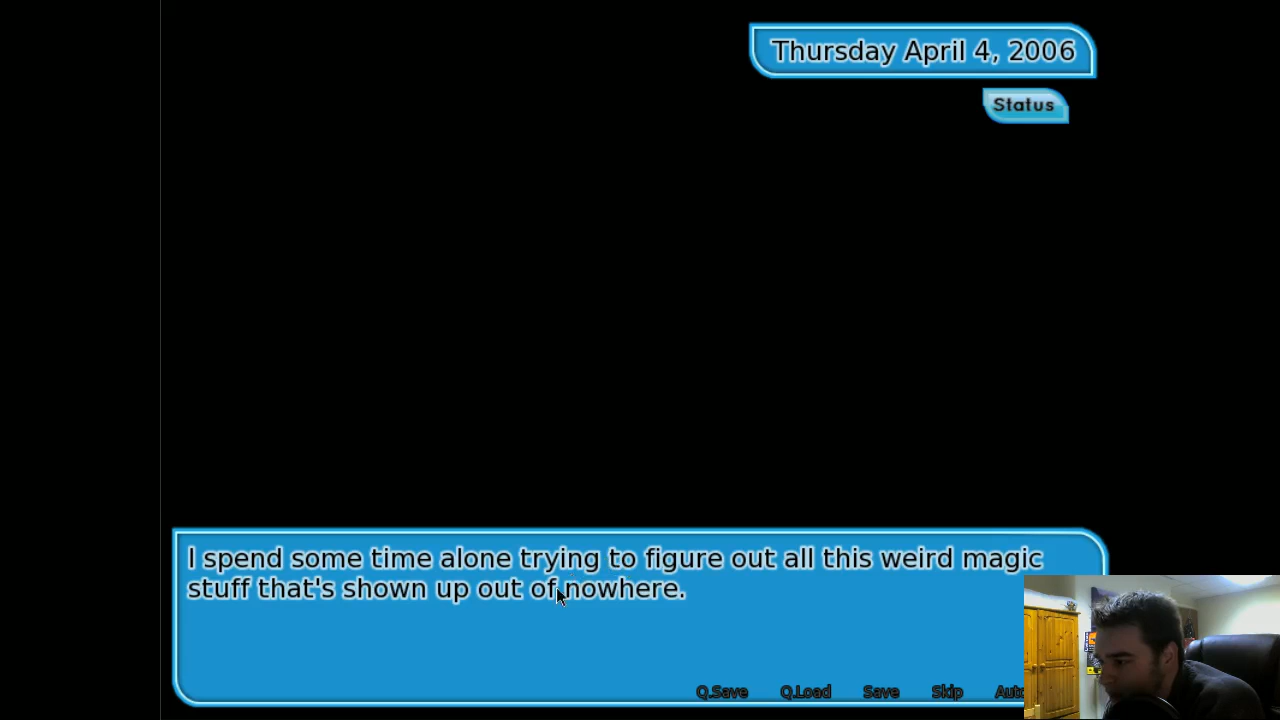 Thursday April 4, 2006
Status
I spend some time alone trying to figure out all this weird magic
stuff that's shown up out of nowhere.
Q.Save Q.Load Save Skip Auto